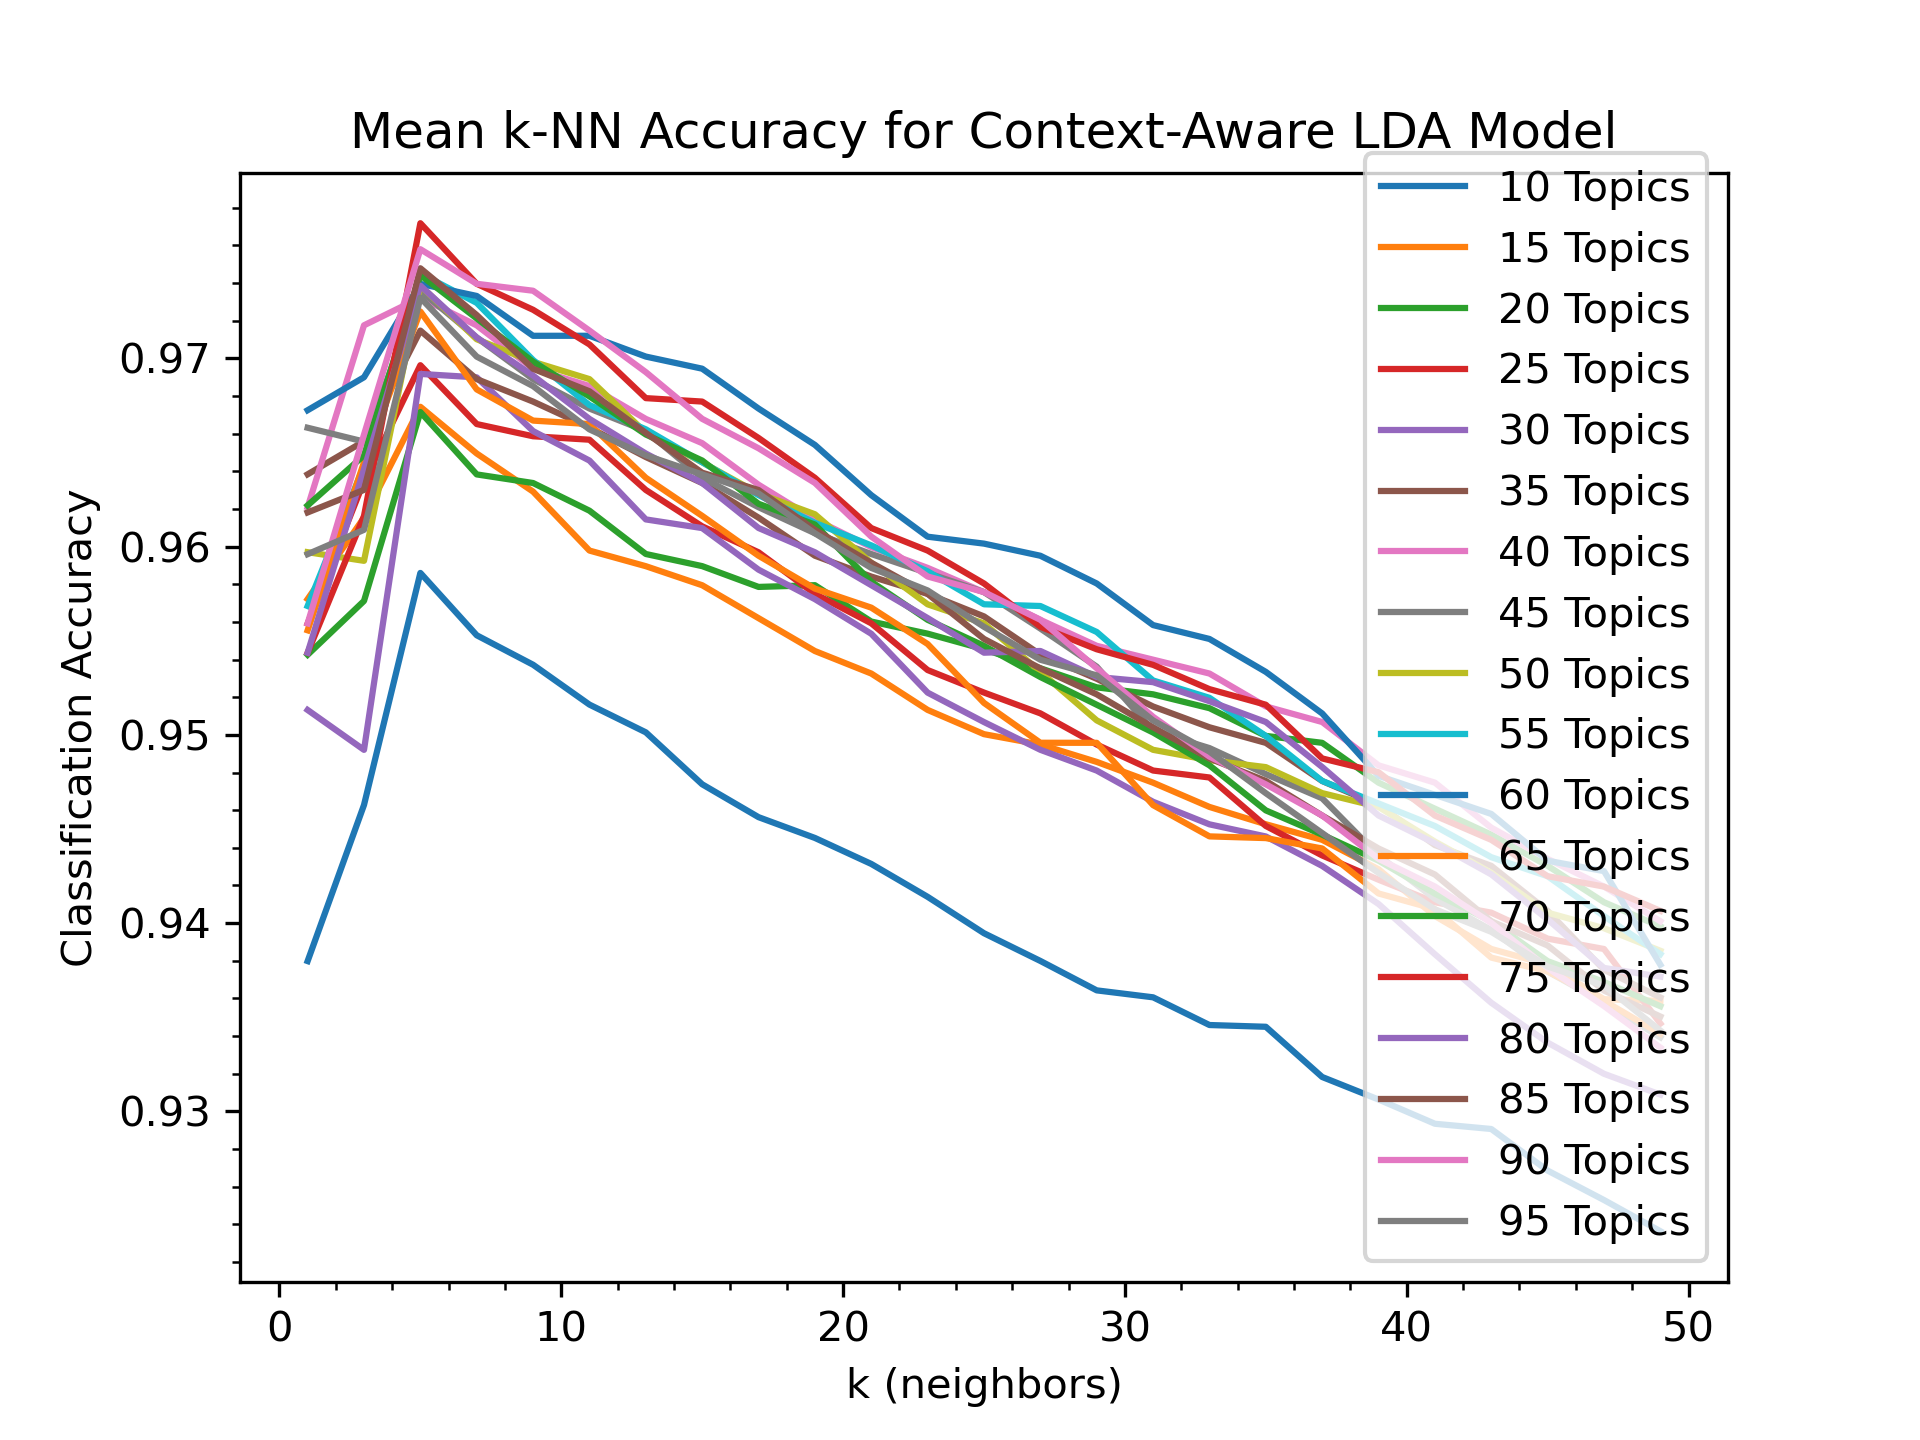 Mean k-NN Accuracy for Context-Aware LDA Model
10 Topics
15 Topics
20 Topics
25 Topics
30 Topics
35 Topics
40 Topics
45 Topics
50 Topics
55 Topics
60 Topics
65 Topics
70 Topics
75 Topics
80 Topics
85 Topics
90 Topics
95 Topics
Classification Accuracy
0.97
0.96
0.95
0.94
0.93
0 10 20 30 40 50
k (neighbors)